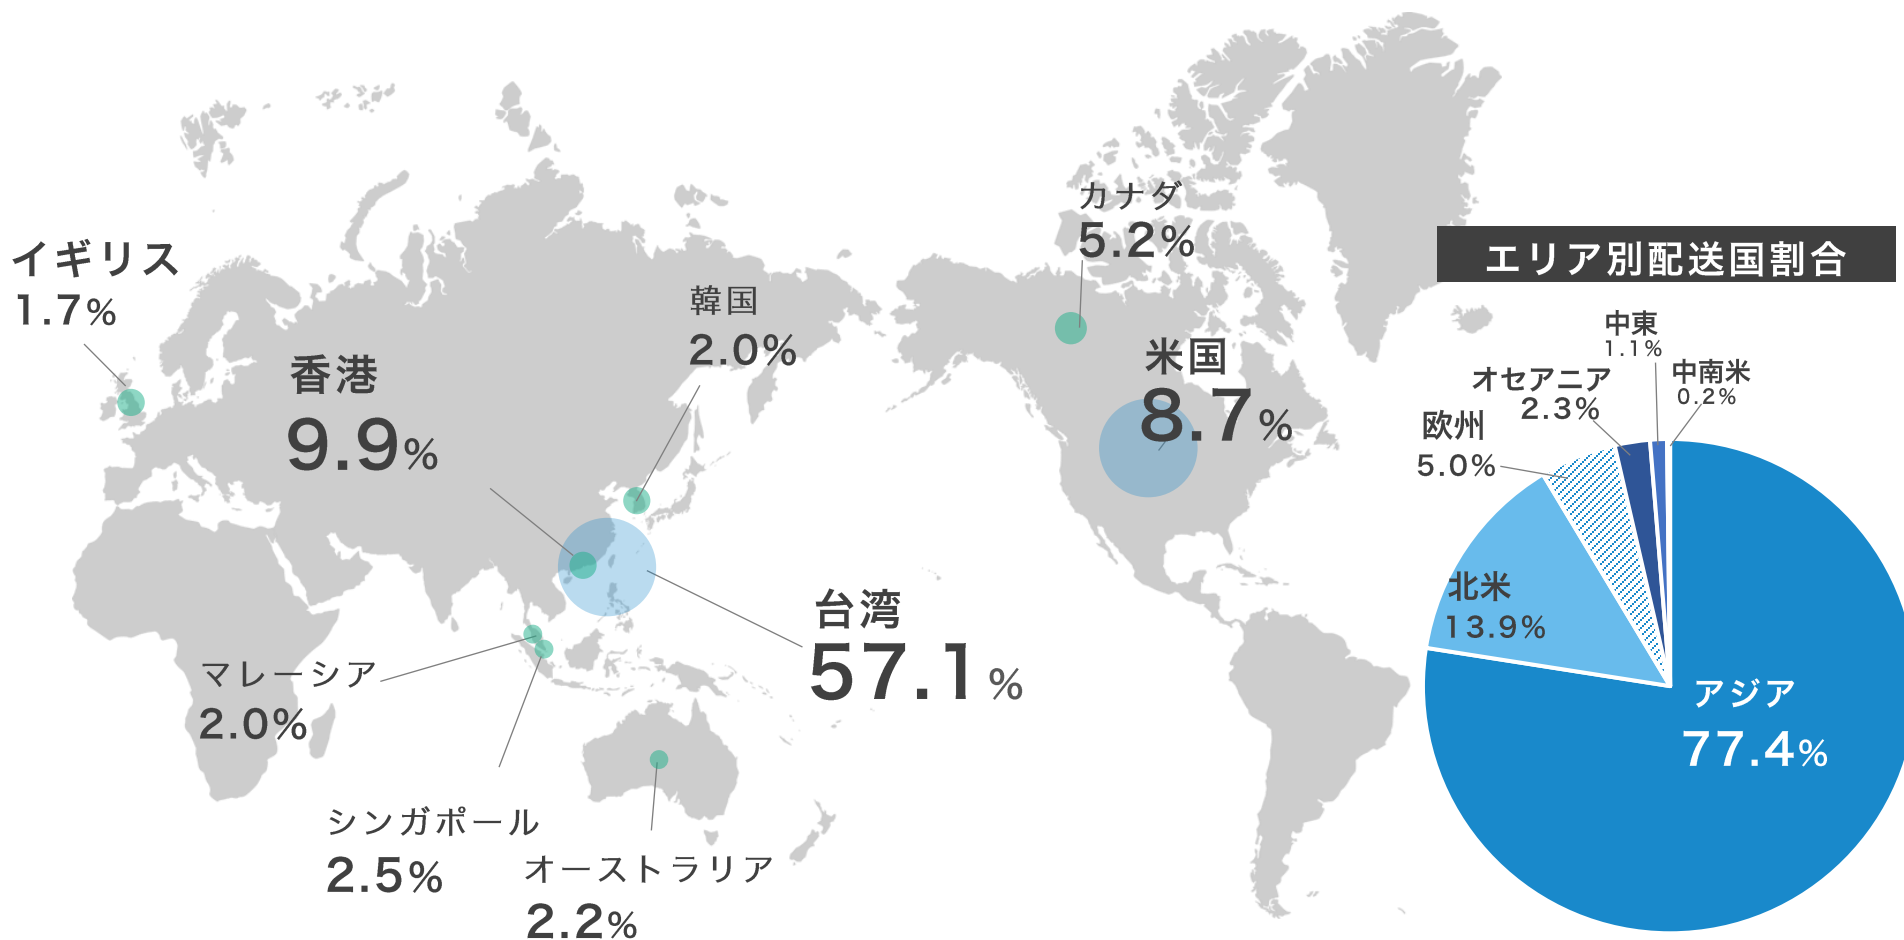 イギリス
1.7%
香港
9.9%
韓国
2.0%
カナダ
5.2%
米国
8.7%
台湾
57.1%
マレーシア
2.0%
シンガポール
2.5%
オーストラリア
2.2%
エリア別配送国割合
中東
1.1%
中南米
0.2%
オセアニア
2.3%
欧州
5.0%
北米
13.9%
アジア
77.4%